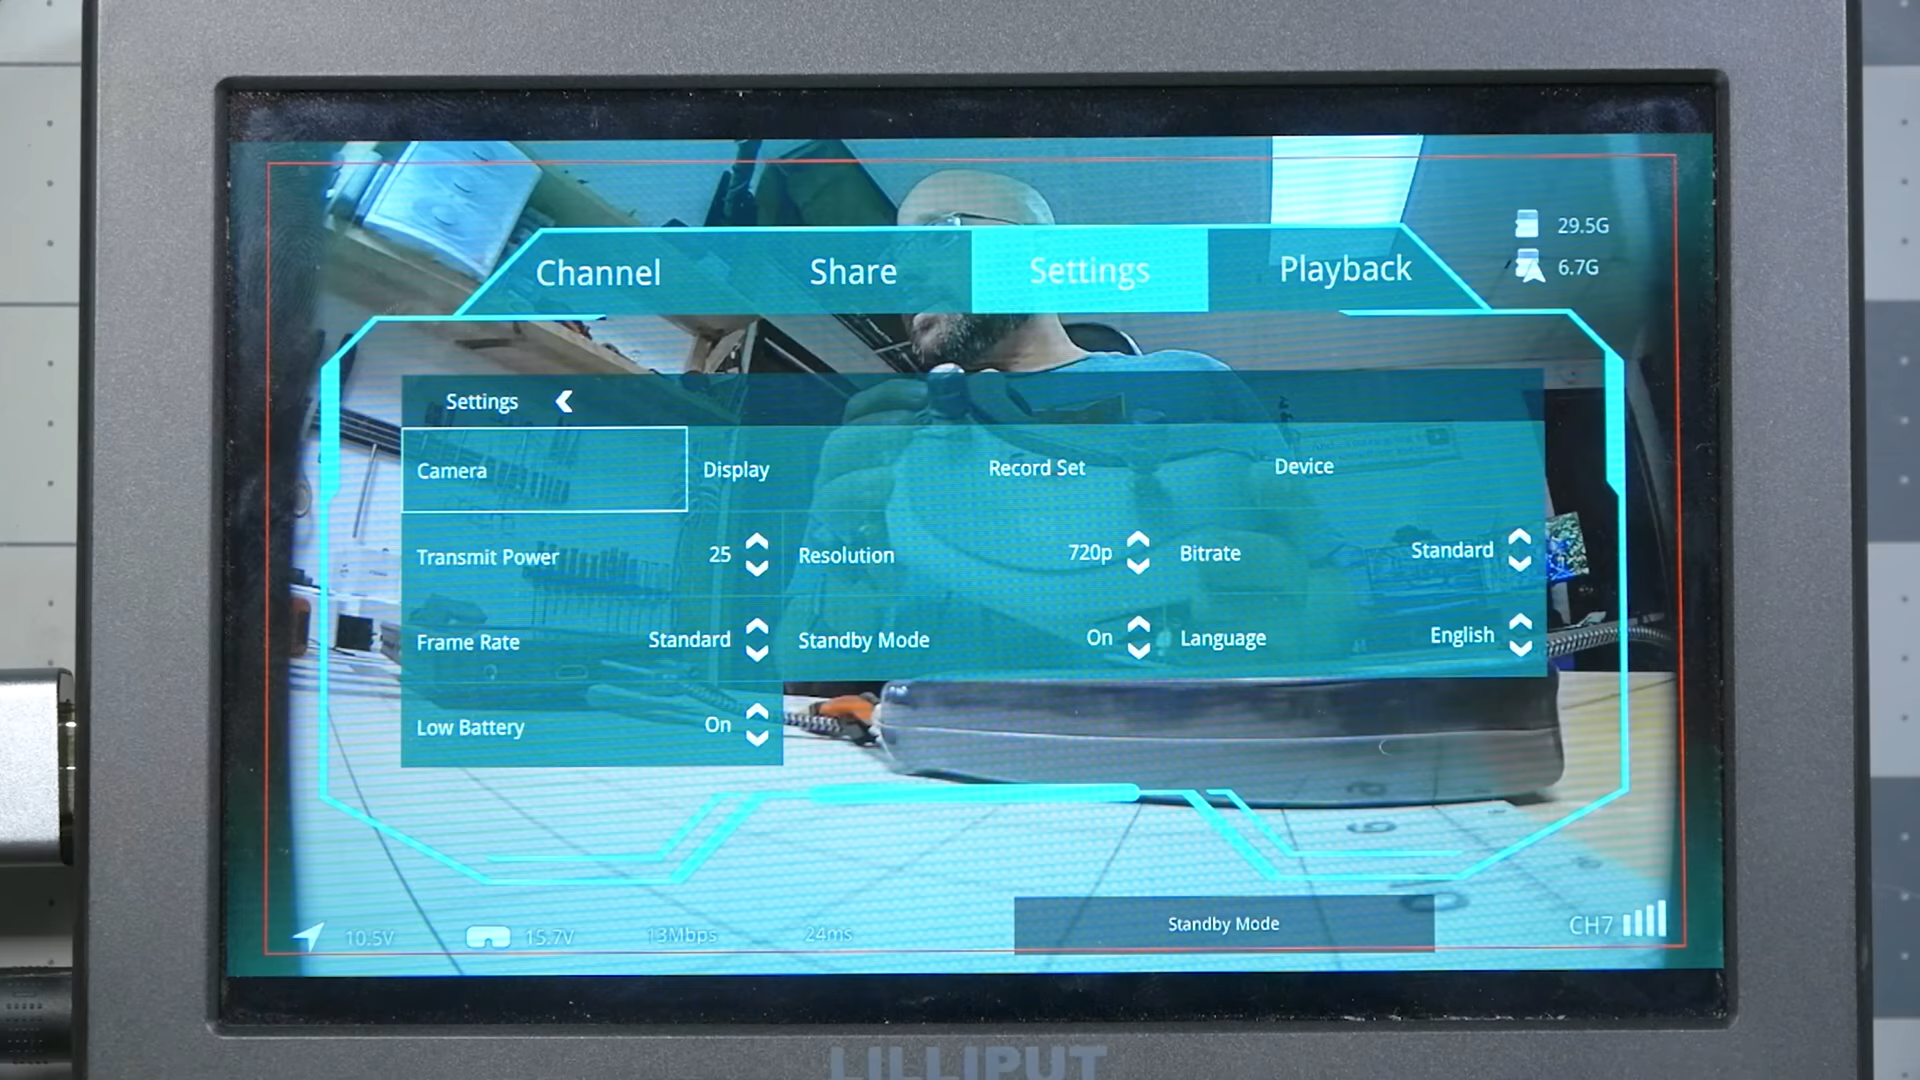 29.5G
6.7G
Channel Share Settings Playback
Settings
Camera Display Record Set Device
Transmit Power 25 Resolution 720p Bitrate Standard
Frame Rate Standard Standby Mode On Language English
Low Battery On
10.5V 15.7V 13Mbps 24ms Standby Mode CH7
LILLIPUT